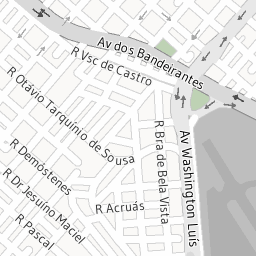 Av dos Bandeirantes
R Vsc de Castro
R Otávio Tarquínio de Sousa
R Bra de Bela Vista
Av Washington Luís
R Demóstenes
R Dr Jesuíno Maciel
R Acruás
R Pascal